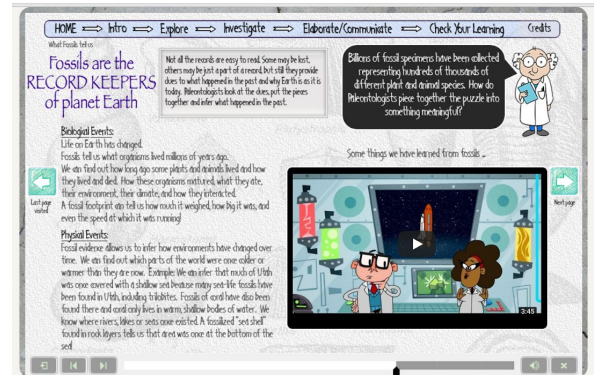 HOME Intro Explore Investigate Elaborate/Communicate Check Your Learning Credits
What Fossils tell us
Fossils are the
RECORD KEEPERS
of planet Earth
Not all the records are easy to read. Some may be lost,
others may be just a part of a record, but still they provide
clues to what happened in the past and why Earth is as it is
today. Paleontologists look at the clues, put the pieces
together and infer what happened in the past.
Billions of fossil specimens have been collected
representing hundreds of thousands of
different plant and animal species. How do
Paleontologists piece together the puzzle into
something meaningful?
Biological Events:
Life on Earth has changed.
Fossils tell us what organisms lived millions of years ago.
We can find out how long ago some plants and animals lived and how
they lived and died. How these organisms matured, what they ate,
their environment, their climate, and how they interacted.
A fossil footprint can tell us how much it weighed, how big it was, and
even the speed at which it was running!
Physical Events:
Fossil evidence allows us to infer how environments have changed over
time. We can find out which parts of the world were once colder or
warmer than they are now. Example: We can infer that much of Utah
was once covered with a shallow sea because many sea-life fossils have
been found in Utah, including trilobites. Fossils of coral have also been
found there and coral only lives in warm, shallow bodies of water. We
know where rivers, lakes or seas once existed. A fossilized "sea shell"
found in rock layers tells us that area was once at the bottom of the
sea!
Some things we have learned from fossils ...
Last page
visited
Next page
3:45